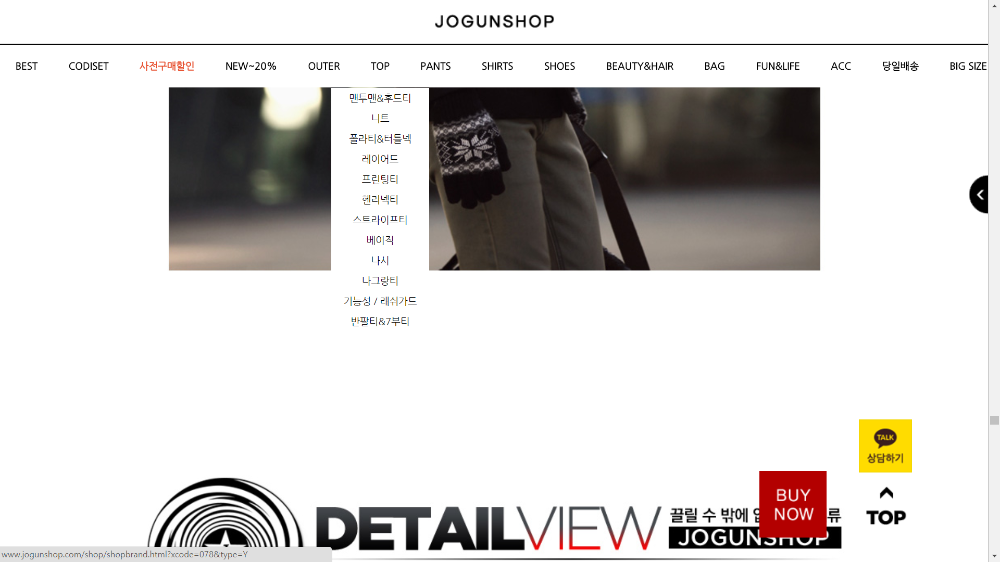 JOGUNSHOP
BEST CODISET 사전구매할인 NEW~20% OUTER TOP PANTS SHIRTS SHOES BEAUTY&HAIR BAG FUN&LIFE ACC 당일배송 BIG SIZE
맨투맨&후드티
니트
폴라티&터틀넥
레이어드
프린팅티
헨리넥티
스트라이프티
베이직
나시
나그랑티
기능성 / 래쉬가드
반팔티&7부티
TALK
상담하기
BUY
NOW
TOP
DETAILVIEW
끌릴 수 밖에
JOGUNSHOP
www.jogunshop.com/shop/shopbrand.html?xcode=078&type=Y